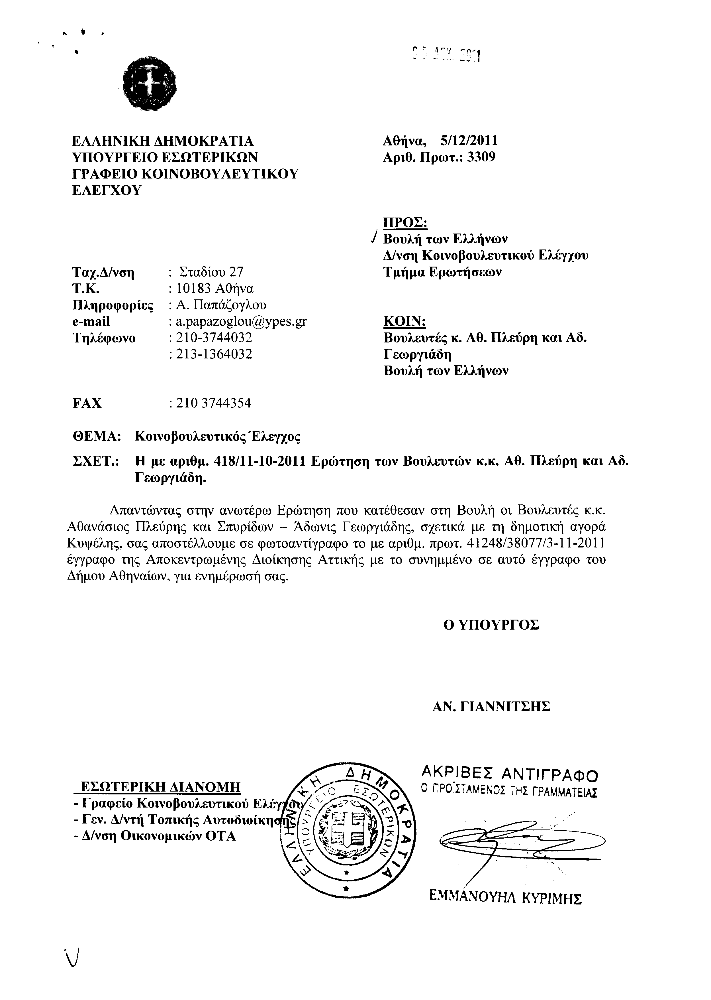 ΔΕΚ. 2011
ΕΛΛΗΝΙΚΗ ΔΗΜΟΚΡΑΤΙΑ
ΥΠΟΥΡΓΕΙΟ ΕΣΩΤΕΡΙΚΩΝ
ΓΡΑΦΕΙΟ ΚΟΙΝΟΒΟΥΛΕΥΤΙΚΟΥ
ΕΛΕΓΧΟΥ
Αθήνα, 5/12/2011
Αριθ. Πρωτ.: 3309
ΠΡΟΣ:
Βουλή των Ελλήνων
Δ/νση Κοινοβουλευτικού Ελέγχου
Τμήμα Ερωτήσεων
Ταχ.Δ/νση : Σταδίου 27
Τ.Κ. : 10183 Αθήνα
Πληροφορίες : Α. Παπάζογλου
e-mail : a.papazoglou@ypes.gr
Τηλέφωνο : 210-3744032
: 213-1364032
ΚΟΙΝ:
Βουλευτές κ. Αθ. Πλεύρη και Αδ.
Γεωργιάδη
Βουλή των Ελλήνων
FAX : 210 3744354
ΘΕΜΑ: Κοινοβουλευτικός Έλεγχος
ΣΧΕΤ.: Η με αριθμ. 418/11-10-2011 Ερώτηση των Βουλευτών κ.κ. Αθ. Πλεύρη και Αδ.
Γεωργιάδη.
Απαντώντας στην ανωτέρω Ερώτηση που κατέθεσαν στη Βουλή οι Βουλευτές κ.κ.
Αθανάσιος Πλεύρης και Σπυρίδων – Άδωνις Γεωργιάδης, σχετικά με τη δημοτική αγορά
Κυψέλης, σας αποστέλλουμε σε φωτοαντίγραφο το με αριθμ. πρωτ. 41248/38077/3-11-2011
έγγραφο της Αποκεντρωμένης Διοίκησης Αττικής με το συνημμένο σε αυτό έγγραφο του
Δήμου Αθηναίων, για ενημέρωσή σας.
Ο ΥΠΟΥΡΓΟΣ
ΑΝ. ΓΙΑΝΝΙΤΣΗΣ
ΕΣΩΤΕΡΙΚΗ ΔΙΑΝΟΜΗ
- Γραφείο Κοινοβουλευτικού Ελέγχου
- Γεν. Δ/ντή Τοπικής Αυτοδιοίκησης
- Δ/νση Οικονομικών ΟΤΑ
ΕΛΛΗΝΙΚΗ ΔΗΜΟΚΡΑΤΙΑ
ΥΠΟΥΡΓΕΙΟ ΕΣΩΤΕΡΙΚΩΝ
ΑΚΡΙΒΕΣ ΑΝΤΙΓΡΑΦΟ
Ο ΠΡΟΪΣΤΑΜΕΝΟΣ ΤΗΣ ΓΡΑΜΜΑΤΕΙΑΣ
ΕΜΜΑΝΟΥΗΛ ΚΥΡΙΜΗΣ